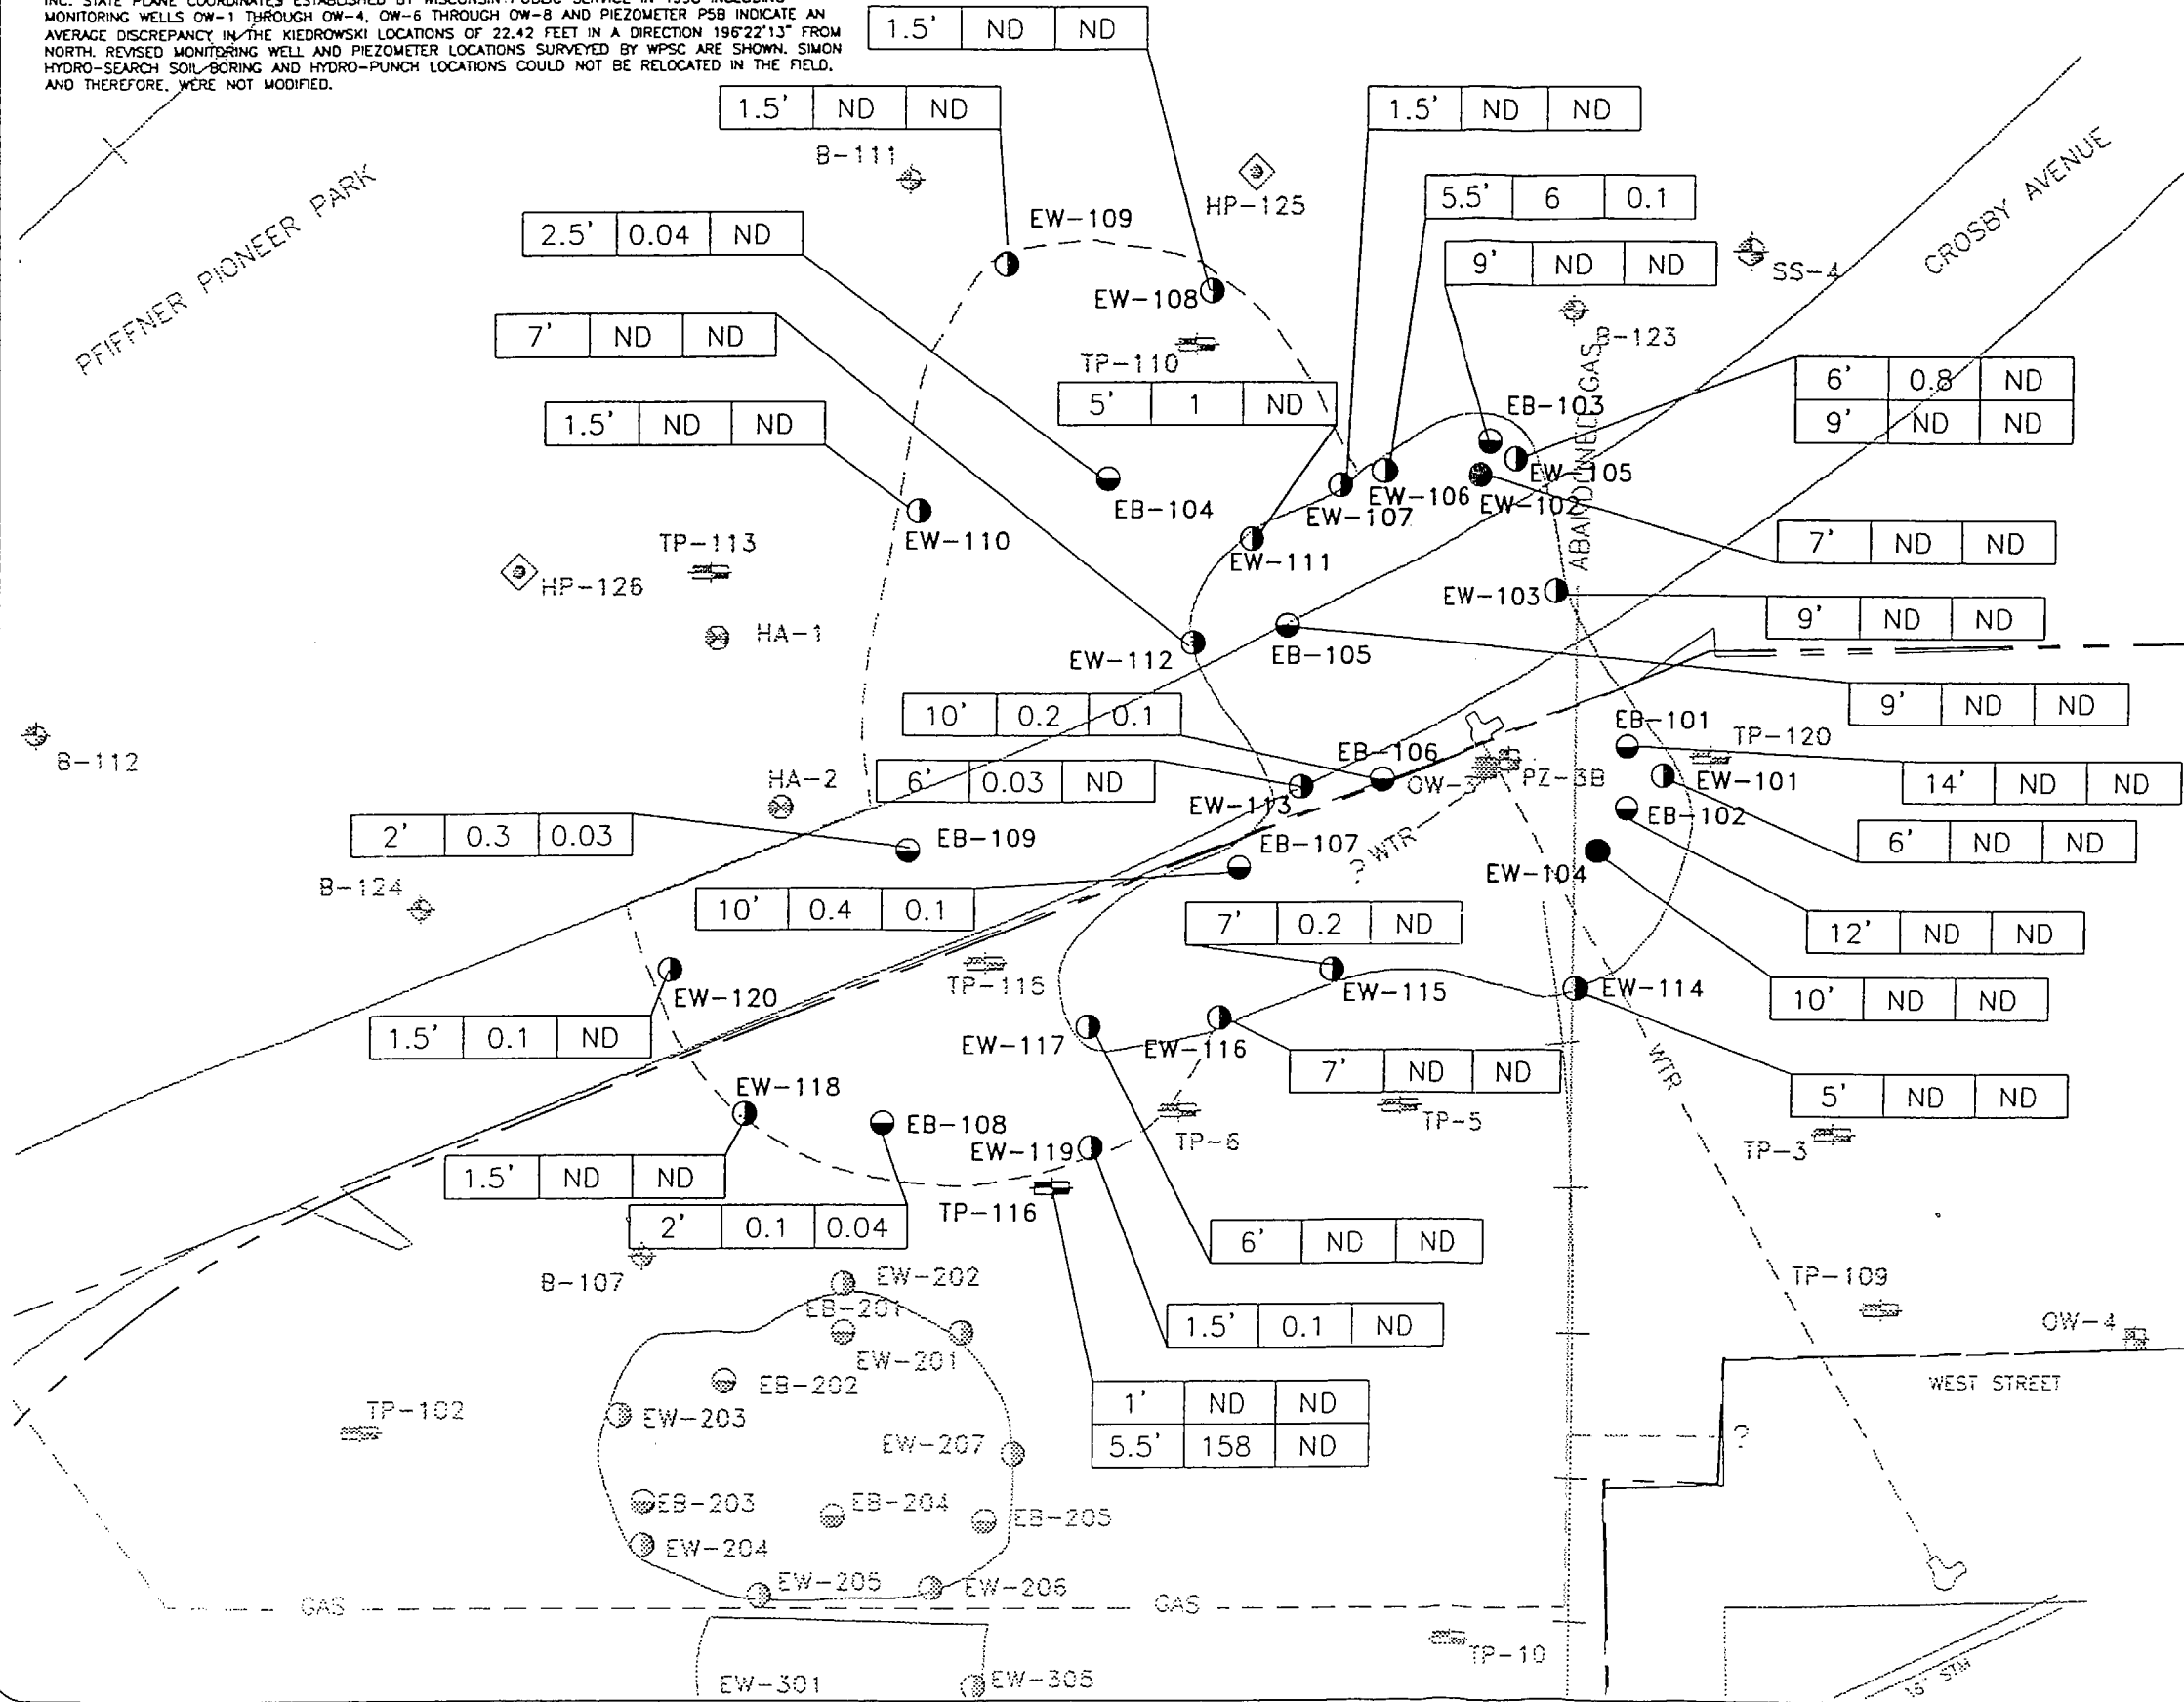 INC. STATE PLANE COORDINATES ESTABLISHED BY WISCONSIN PUBLIC SERVICE IN 1998 INCLUDING
MONITORING WELLS OW-1 THROUGH OW-4, OW-6 THROUGH OW-8 AND PIEZOMETER P5B INDICATE AN
AVERAGE DISCREPANCY IN THE KIEDROWSKI LOCATIONS OF 22.42 FEET IN A DIRECTION 196°22'13" FROM
NORTH. REVISED MONITORING WELL AND PIEZOMETER LOCATIONS SURVEYED BY WPSC ARE SHOWN. SIMON
HYDRO-SEARCH SOIL BORING AND HYDRO-PUNCH LOCATIONS COULD NOT BE RELOCATED IN THE FIELD,
AND THEREFORE, WERE NOT MODIFIED.
1.5' ND ND
1.5' ND ND
1.5' ND ND
B-111
HP-125
5.5' 6 0.1
CROSBY AVENUE
PFIFFNER PIONEER PARK
2.5' 0.04 ND
EW-109
9' ND ND
SS-4
EW-108
B-123
7' ND ND
TP-110
6' 0.8 ND
9' ND ND
5' 1 ND
EB-103
1.5' ND ND
ABANDONED GAS
EW-105
EW-106
EW-102
EB-104
EW-107
EW-110
TP-113
EW-111
7' ND ND
HP-126
EW-103
9' ND ND
HA-1
EW-112
EB-105
10' 0.2 0.1
9' ND ND
EB-101
TP-120
B-112
EB-106
HA-2
6' 0.03 ND
OW-3
PZ-3B
EW-101
14' ND ND
EW-113
EB-102
2' 0.3 0.03
EB-109
EB-107
6' ND ND
? WTR
B-124
EW-104
10' 0.4 0.1
7' 0.2 ND
12' ND ND
TP-115
EW-120
EW-115
EW-114
10' ND ND
1.5' 0.1 ND
EW-117
EW-116
7' ND ND
WTR
5' ND ND
EW-118
EB-108
TP-5
EW-119
TP-6
TP-3
1.5' ND ND
TP-116
2' 0.1 0.04
6' ND ND
B-107
EW-202
TP-109
EB-201
1.5' 0.1 ND
OW-4
EW-201
EB-202
1' ND ND
5.5' 158 ND
WEST STREET
TP-102
EW-203
EW-207
?
EB-203
EB-204
EB-205
EW-204
EW-205
EW-206
GAS
GAS
TP-10
EW-301
EW-305